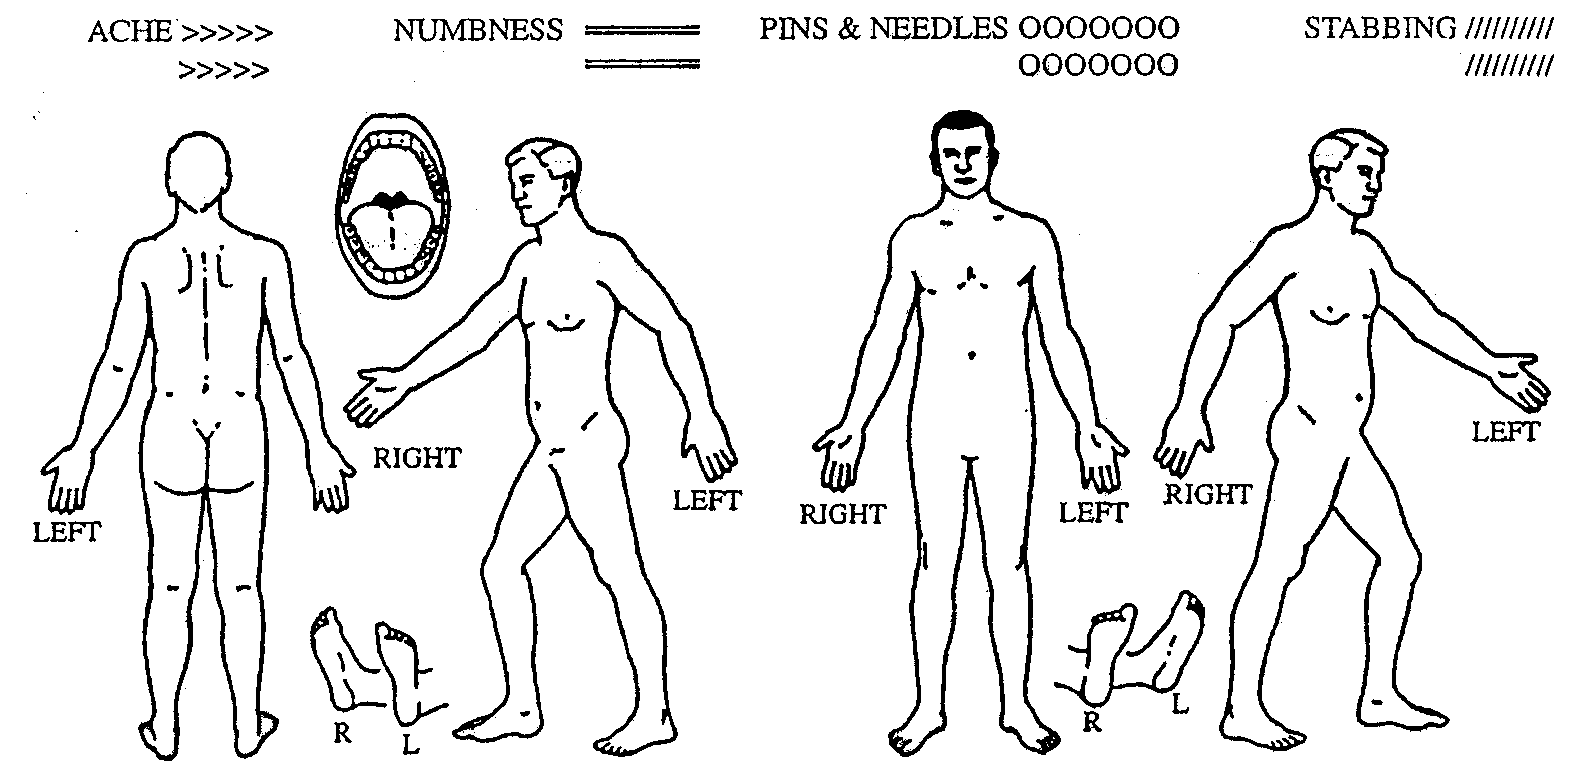 ACHE >>>>> NUMBNESS PINS & NEEDLES OOOOOOO STABBING //////////
>>>>> OOOOOOO //////////
RIGHT
LEFT
LEFT
RIGHT
LEFT
RIGHT
LEFT
R
L
R
L